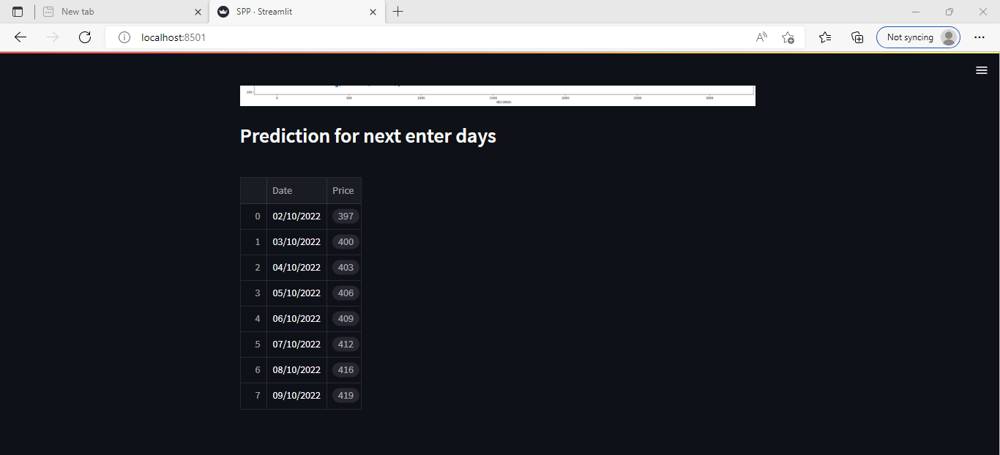 New tab
SPP · Streamlit
localhost:8501
Not syncing
0 500 1000 1500 2000 2500 3000
RECORDS
Prediction for next enter days
Date Price
0 02/10/2022 397
1 03/10/2022 400
2 04/10/2022 403
3 05/10/2022 406
4 06/10/2022 409
5 07/10/2022 412
6 08/10/2022 416
7 09/10/2022 419